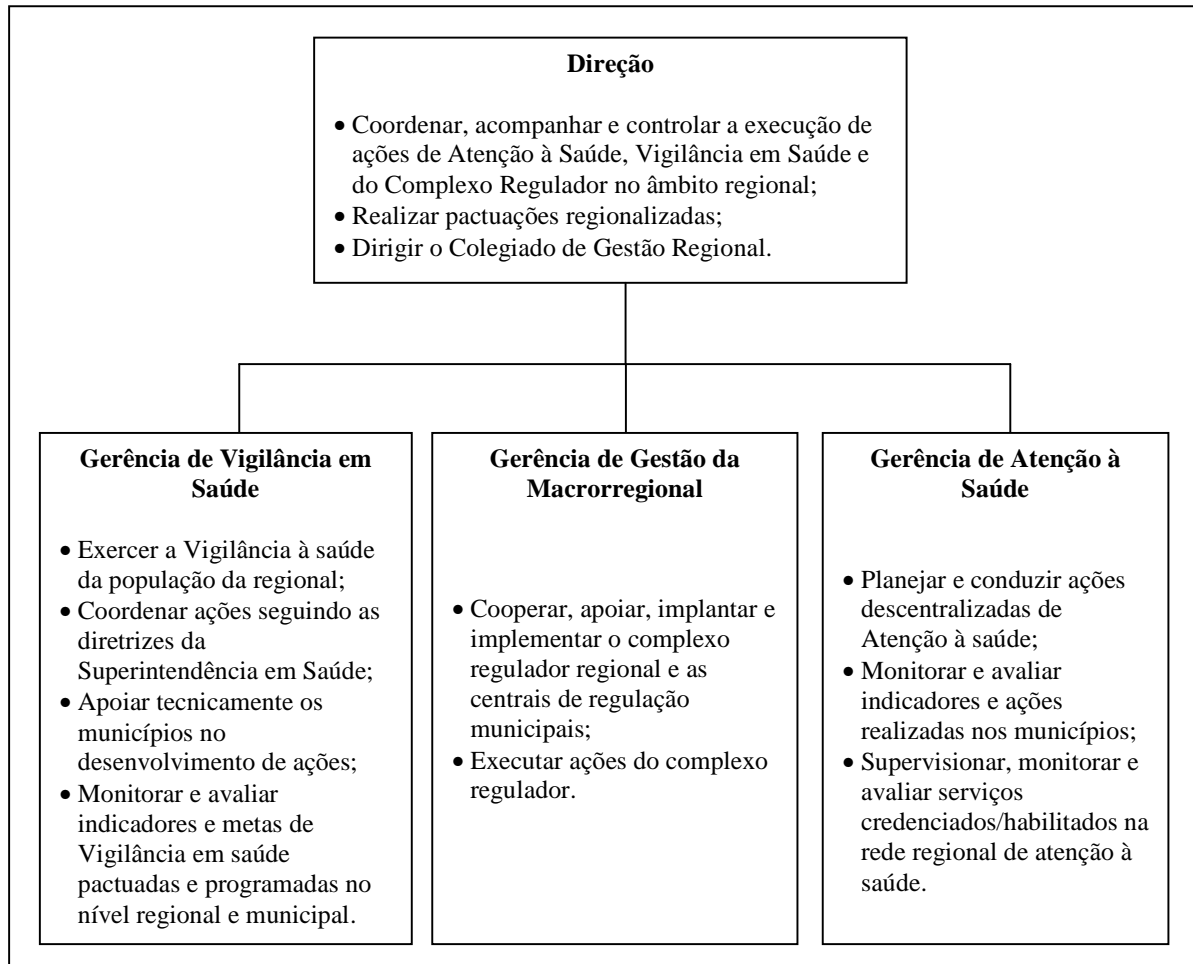 Direção
• Coordenar, acompanhar e controlar a execução de
ações de Atenção à Saúde, Vigilância em Saúde e
do Complexo Regulador no âmbito regional;
• Realizar pactuações regionalizadas;
• Dirigir o Colegiado de Gestão Regional.
Gerência de Vigilância em
Saúde
• Exercer a Vigilância à saúde
da população da regional;
• Coordenar ações seguindo as
diretrizes da
Superintendência em Saúde;
• Apoiar tecnicamente os
municípios no
desenvolvimento de ações;
• Monitorar e avaliar
indicadores e metas de
Vigilância em saúde
pactuadas e programadas no
nível regional e municipal.
Gerência de Gestão da
Macrorregional
• Cooperar, apoiar, implantar e
implementar o complexo
regulador regional e as
centrais de regulação
municipais;
• Executar ações do complexo
regulador.
Gerência de Atenção à
Saúde
• Planejar e conduzir ações
descentralizadas de
Atenção à saúde;
• Monitorar e avaliar
indicadores e ações
realizadas nos municípios;
• Supervisionar, monitorar e
avaliar serviços
credenciados/habilitados na
rede regional de atenção à
saúde.